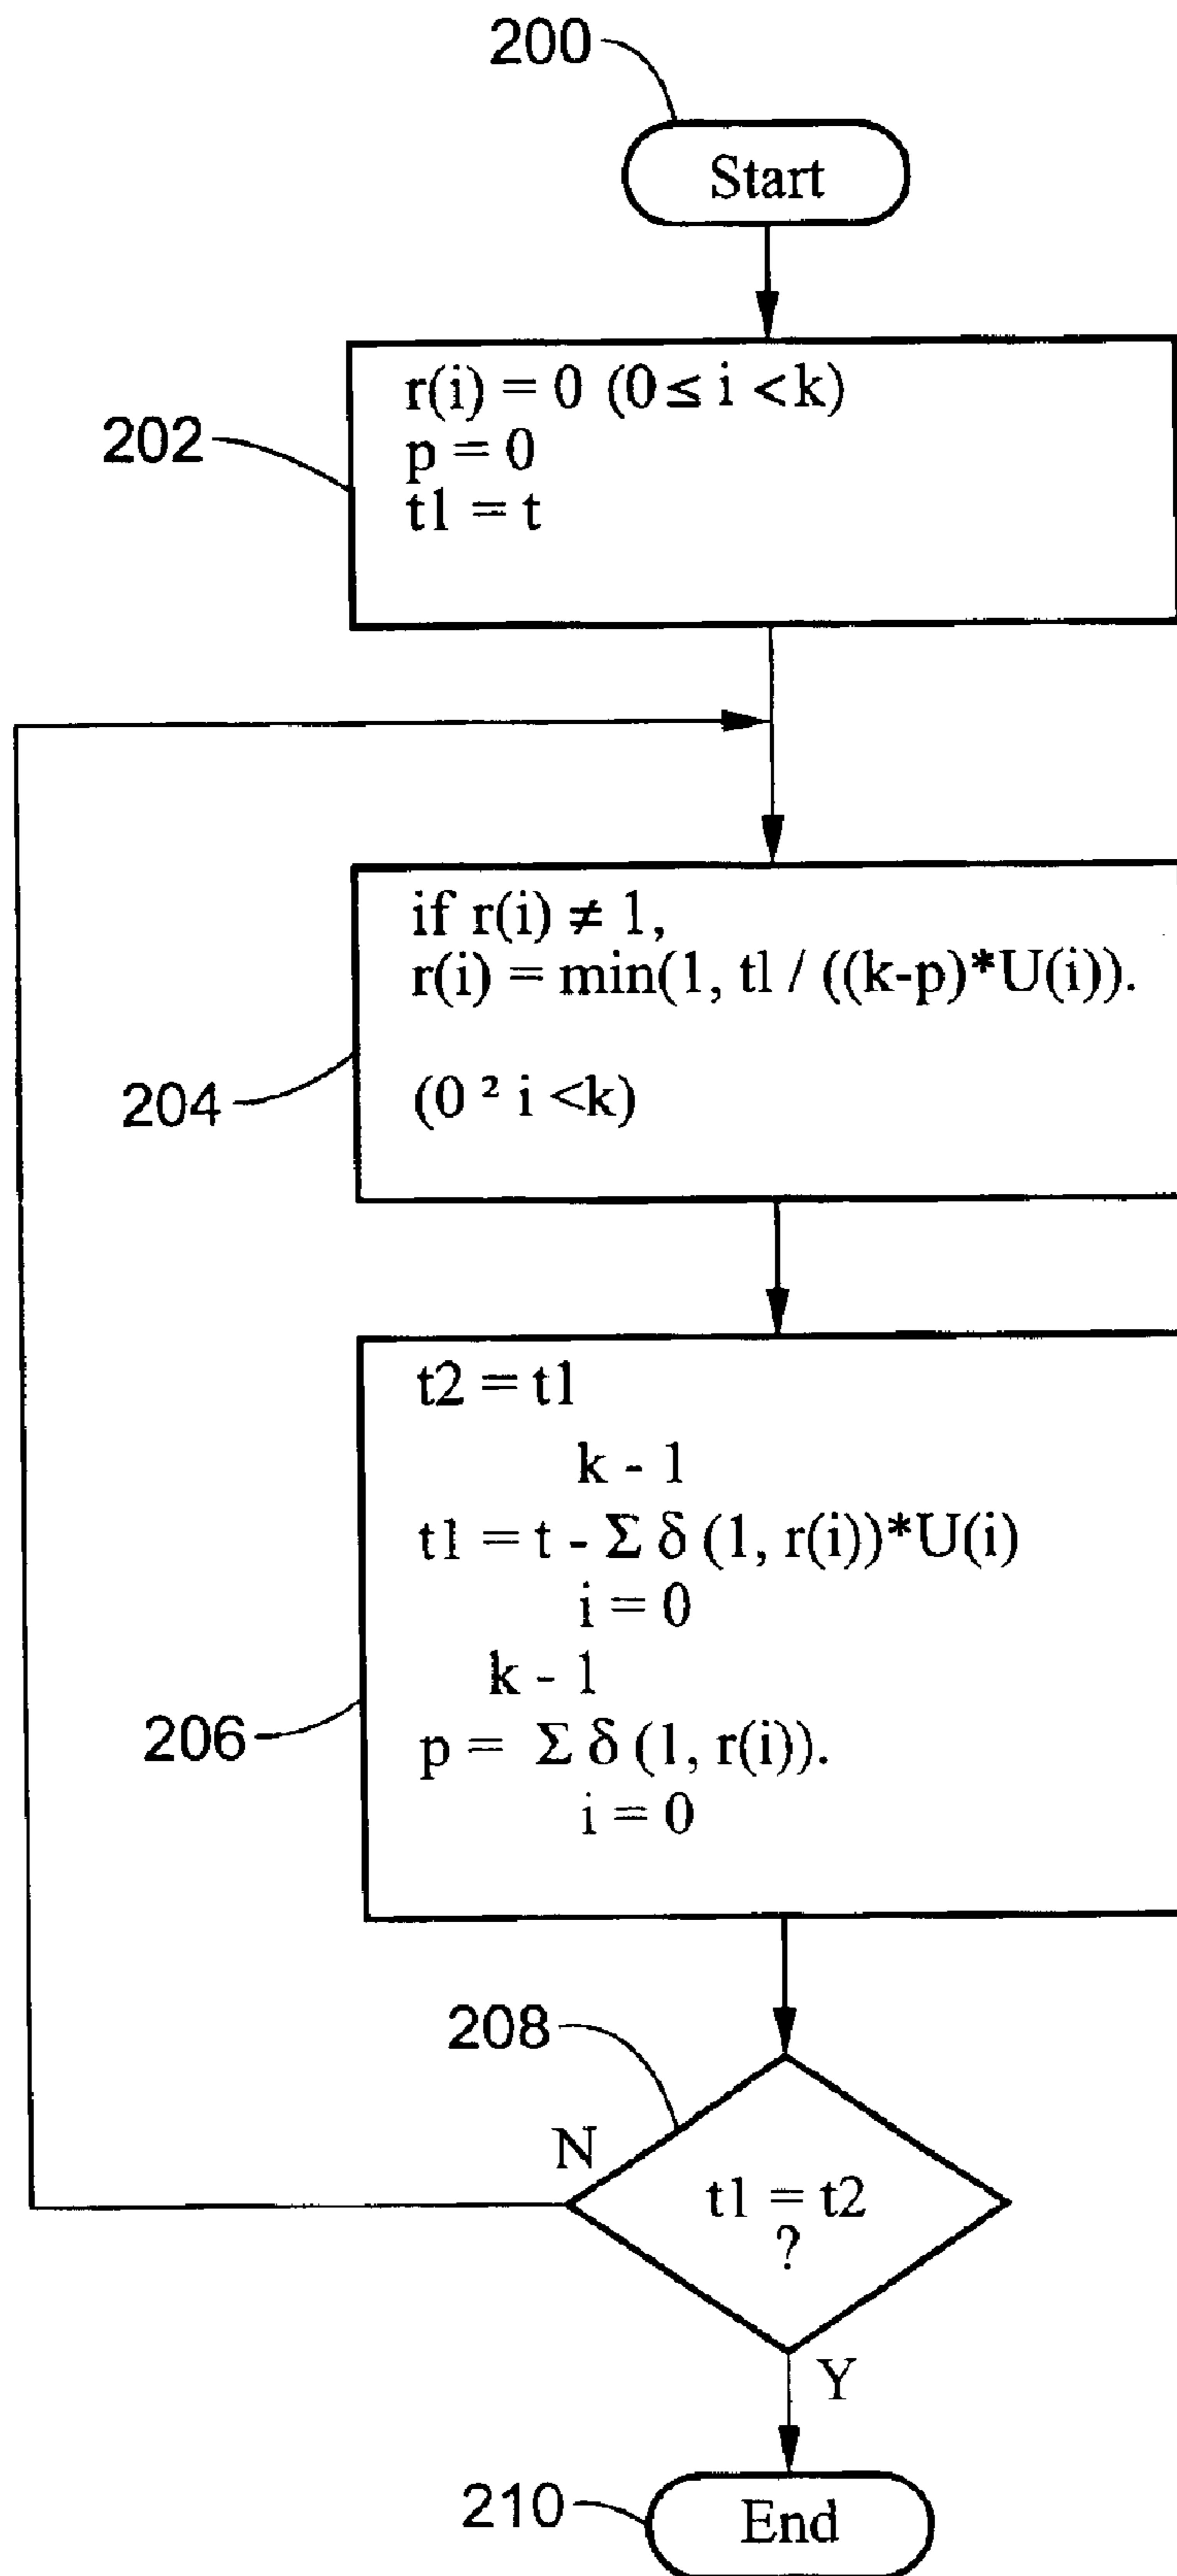 200
Start
202
r(i) = 0 (0 ≤ i < k)
p = 0
t1 = t
204
if r(i) ≠ 1,
r(i) = min(1, t1 / ((k-p)*U(i)).
(0 ² i <k)
206
t2 = t1
k - 1
t1 = t - Σ δ (1, r(i))*U(i)
i = 0
k - 1
p = Σ δ (1, r(i)).
i = 0
208
N
t1 = t2
?
Y
210
End